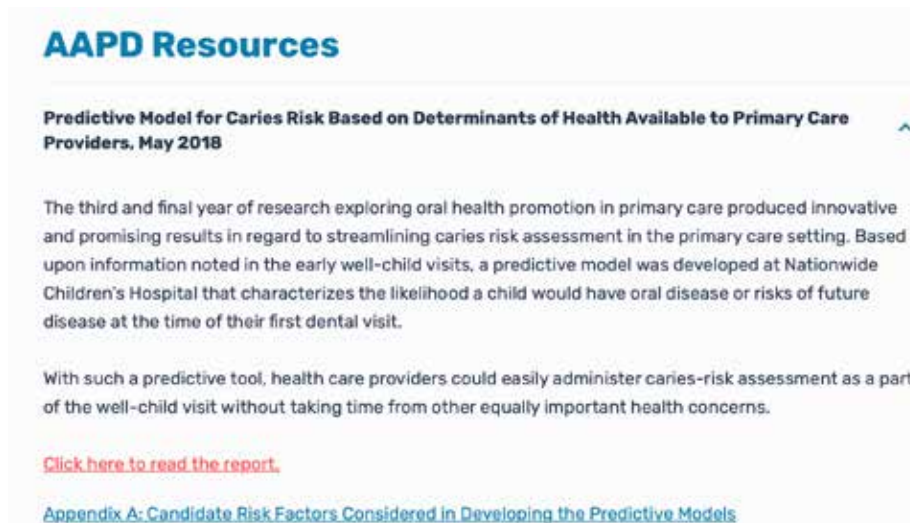 AAPD Resources
Predictive Model for Caries Risk Based on Determinants of Health Available to Primary Care
Providers, May 2018
The third and final year of research exploring oral health promotion in primary care produced innovative
and promising results in regard to streamlining caries risk assessment in the primary care setting. Based
upon information noted in the early well-child visits, a predictive model was developed at Nationwide
Children's Hospital that characterizes the likelihood a child would have oral disease or risks of future
disease at the time of their first dental visit.
With such a predictive tool, health care providers could easily administer caries-risk assessment as a part
of the well-child visit without taking time from other equally important health concerns.
Click here to read the report.
Appendix A: Candidate Risk Factors Considered in Developing the Predictive Models